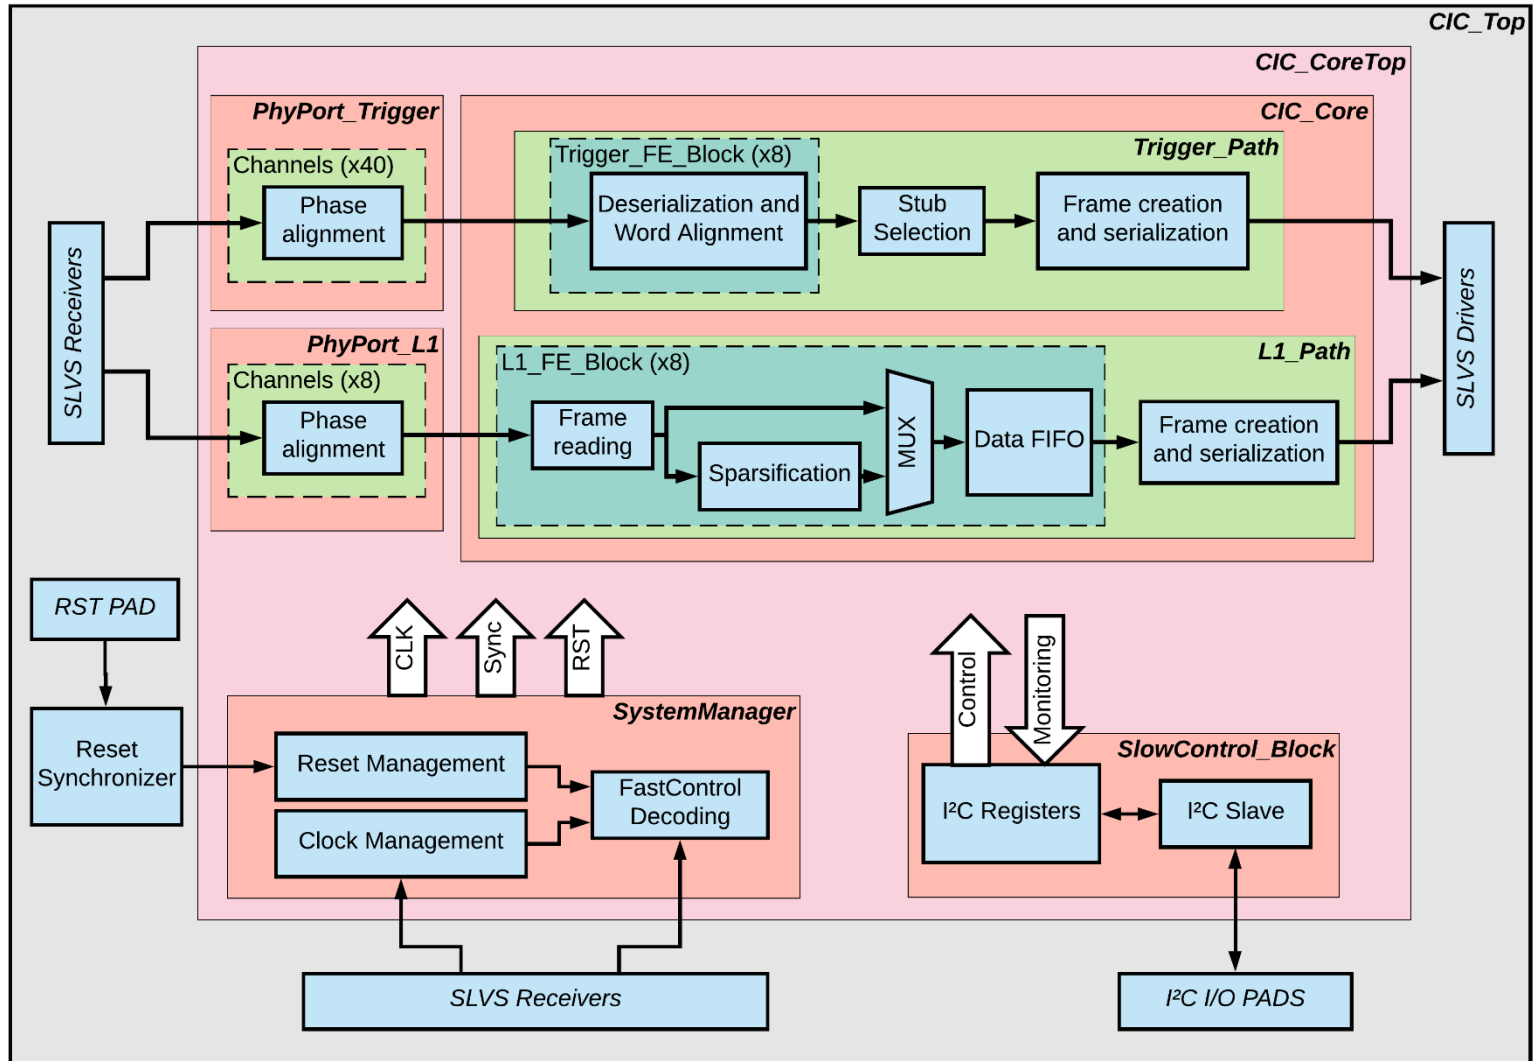 CIC_Top
CIC_CoreTop
PhyPort_Trigger
Channels (x40)
Phase
alignment
CIC_Core
Trigger_Path
Trigger_FE_Block (x8)
Deserialization and
Word Alignment
Stub
Selection
Frame creation
and serialization
SLVS Receivers
SLVS Drivers
PhyPort_L1
Channels (x8)
Phase
alignment
L1_Path
L1_FE_Block (x8)
Frame
reading
Sparsification
MUX
Data FIFO
Frame creation
and serialization
RST PAD
Reset
Synchronizer
CLK
Sync
RST
SystemManager
Reset Management
Clock Management
FastControl
Decoding
Control
Monitoring
SlowControl_Block
I²C Registers
I²C Slave
SLVS Receivers
I²C I/O PADS